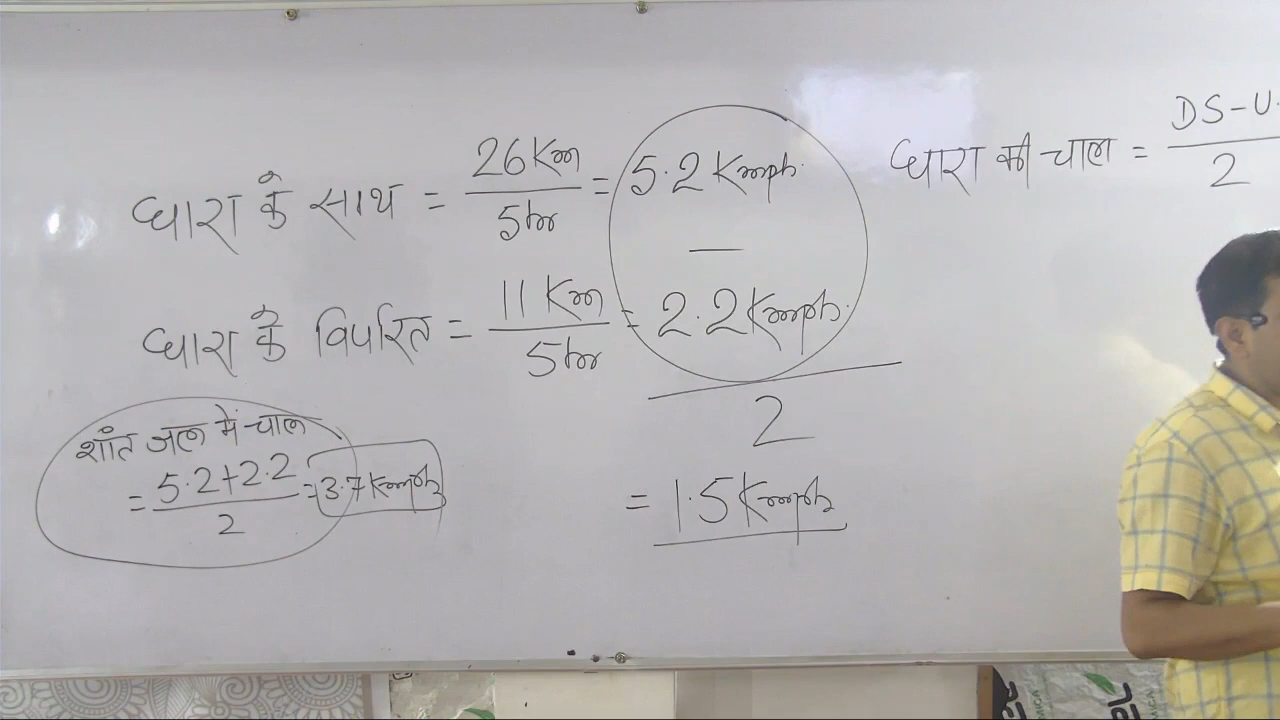 धारा के साथ = 26 Km / 5 hr = 5.2 Kmph.
धारा की चाल = DS - U. / 2
—
धारा के विपरित = 11 Km / 5 hr = 2.2 Kmph.
2
= 1.5 Kmph
शांत जल में चाल
= 5.2 + 2.2 / 2 = 3.7 Kmph